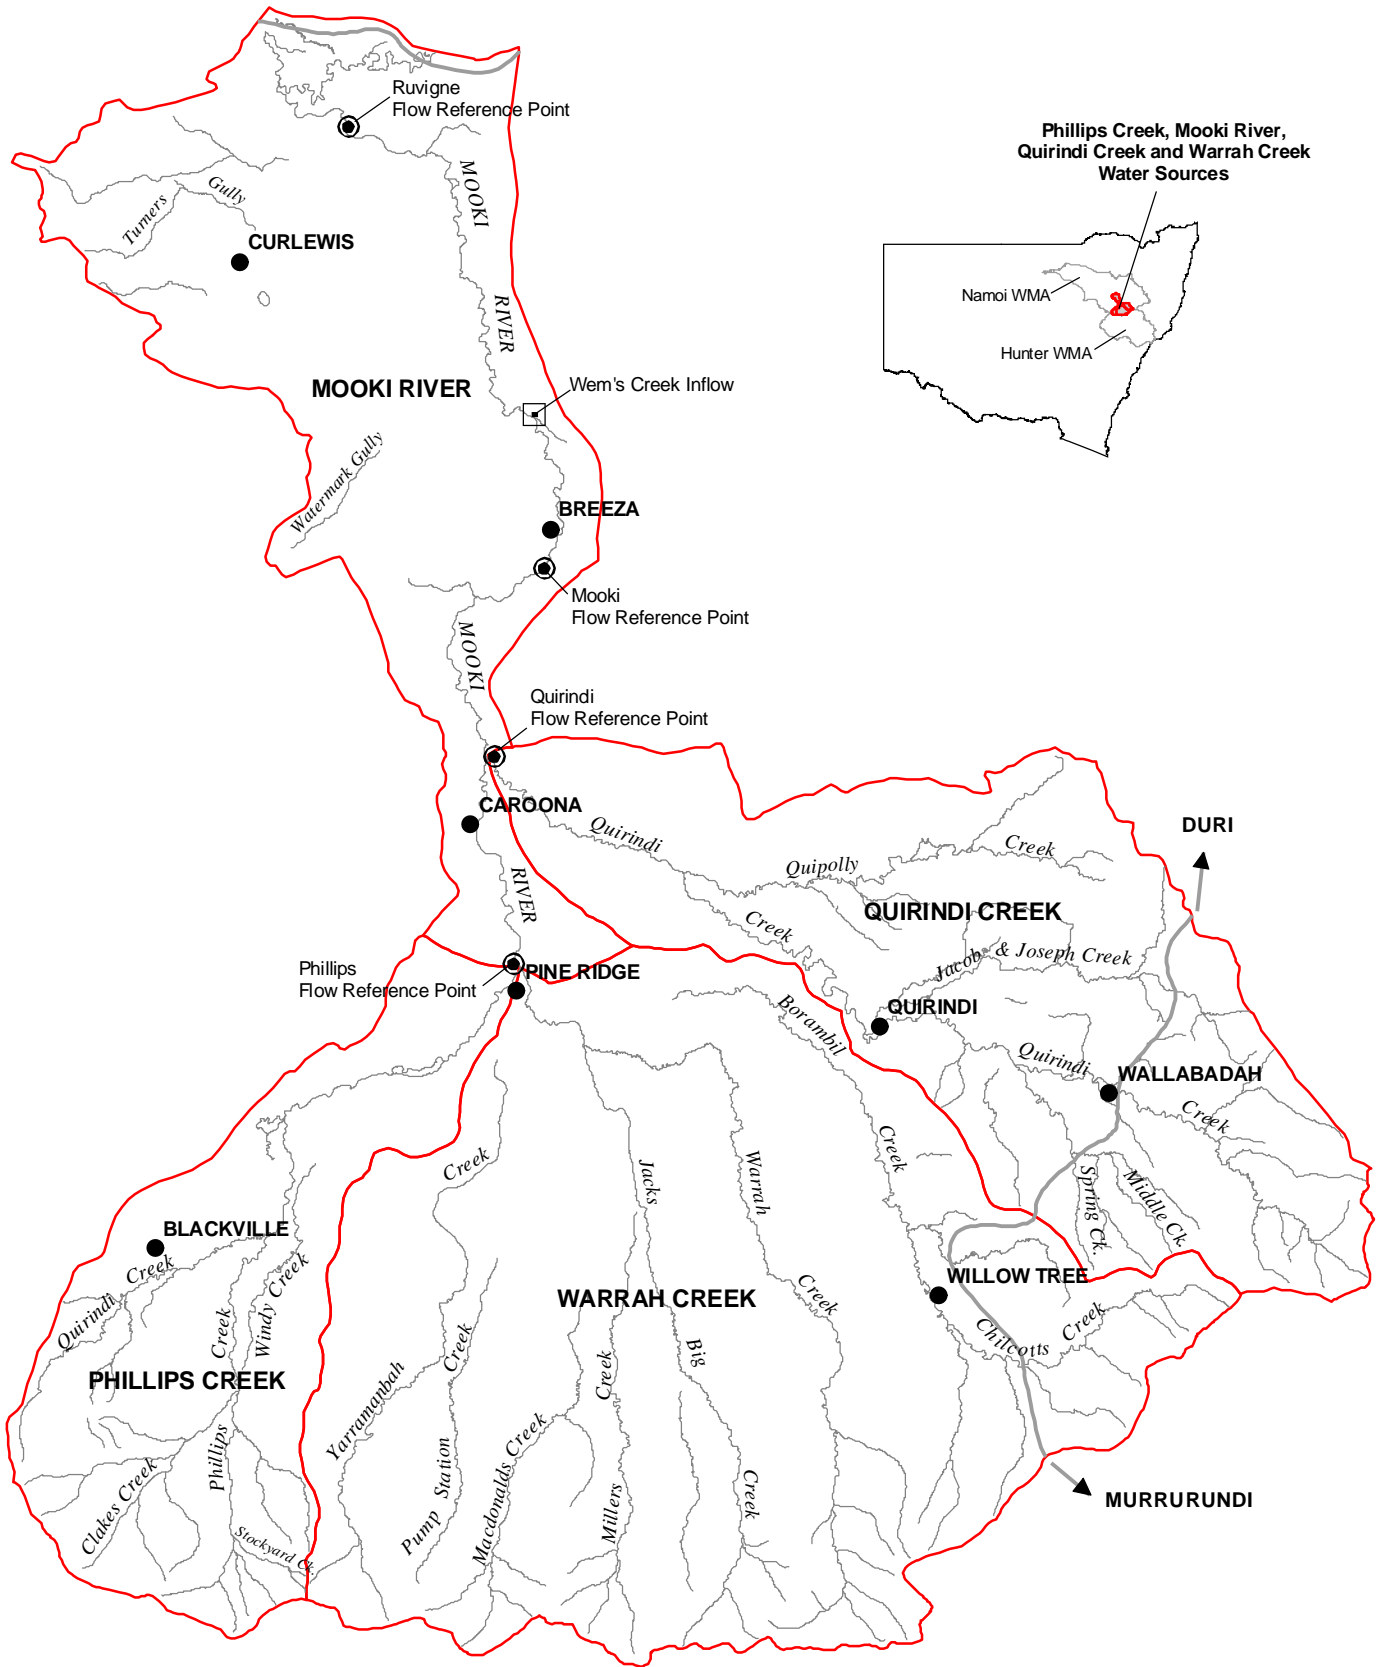 Ruvigne
Flow Reference Point
Phillips Creek, Mooki River,
Quirindi Creek and Warrah Creek
Water Sources
MOOKI
Gully
Turners
CURLEWIS
Namoi WMA
Hunter WMA
RIVER
MOOKI RIVER
Wem's Creek Inflow
Watermark Gully
BREEZA
Mooki
Flow Reference Point
MOOKI
Quirindi
Flow Reference Point
CAROONA
Quirindi
DURI
Creek
Quipolly
RIVER
QUIRINDI CREEK
Creek
Jacob & Joseph Creek
Phillips
Flow Reference Point
PINE RIDGE
Borambil
QUIRINDI
Quirindi
WALLABADAH
Creek
Creek
Creek
Jacks
Warrah
Spring Ck.
Middle Ck.
BLACKVILLE
Creek
Quirindi
Creek
Windy Creek
WARRAH CREEK
Creek
WILLOW TREE
Creek
Chilcotts
PHILLIPS CREEK
Creek
Creek
Big
Yarramanbah
Phillips
Clakes Creek
Pump Station
Macdonalds Creek
Millers
Creek
MURRURUNDI
Stockyard Ck.